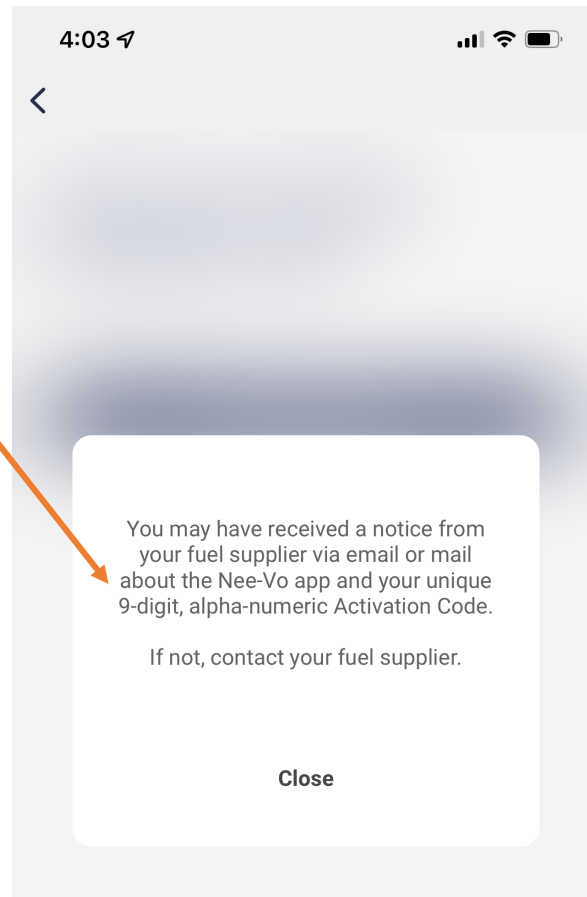 4:03
You may have received a notice from
your fuel supplier via email or mail
about the Nee-Vo app and your unique
9-digit, alpha-numeric Activation Code.
If not, contact your fuel supplier.
Close